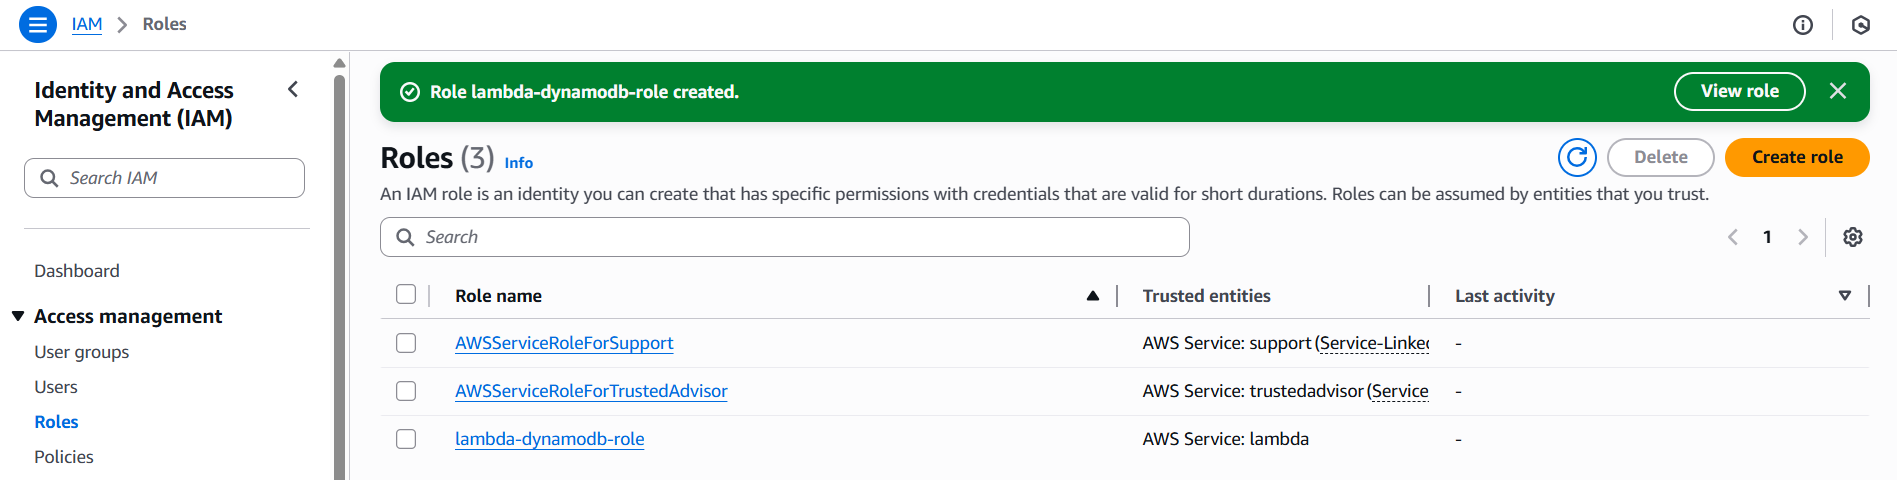 IAM > Roles
Identity and Access
Management (IAM)
Search IAM
Dashboard
Access management
User groups
Users
Roles
Policies
Role lambda-dynamodb-role created.
View role
Roles (3) Info
Delete
Create role
An IAM role is an identity you can create that has specific permissions with credentials that are valid for short durations. Roles can be assumed by entities that you trust.
Search
1
Role name Trusted entities Last activity
AWSServiceRoleForSupport AWS Service: support (Service-Linked -
AWSServiceRoleForTrustedAdvisor AWS Service: trustedadvisor (Service -
lambda-dynamodb-role AWS Service: lambda -